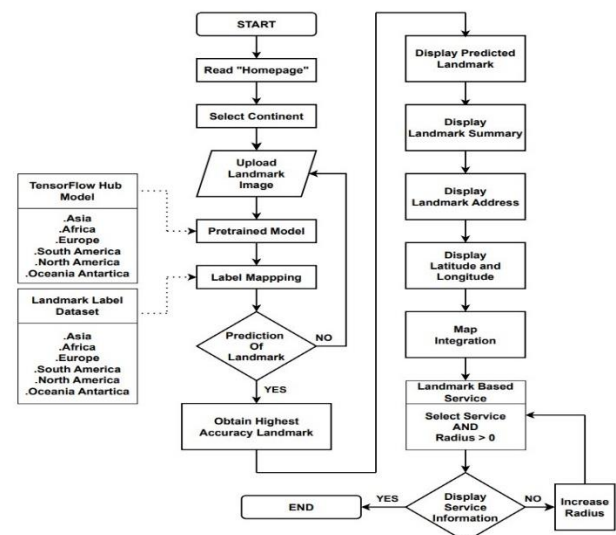 START
Read "Homepage"
Select Continent
Upload
Landmark
Image
TensorFlow Hub
Model
.Asia
.Africa
.Europe
.South America
.North America
.Oceania Antartica
Pretrained Model
Label Mappping
Landmark Label
Dataset
.Asia
.Africa
.Europe
.South America
.North America
.Oceania Antartica
Prediction
Of
Landmark
NO
YES
Obtain Highest
Accuracy Landmark
Display Predicted
Landmark
Display
Landmark Summary
Display
Landmark Address
Display
Latitude and
Longitude
Map
Integration
Landmark Based
Service
Select Service
AND
Radius > 0
Display
Service
Information
YES
END
NO
Increase
Radius